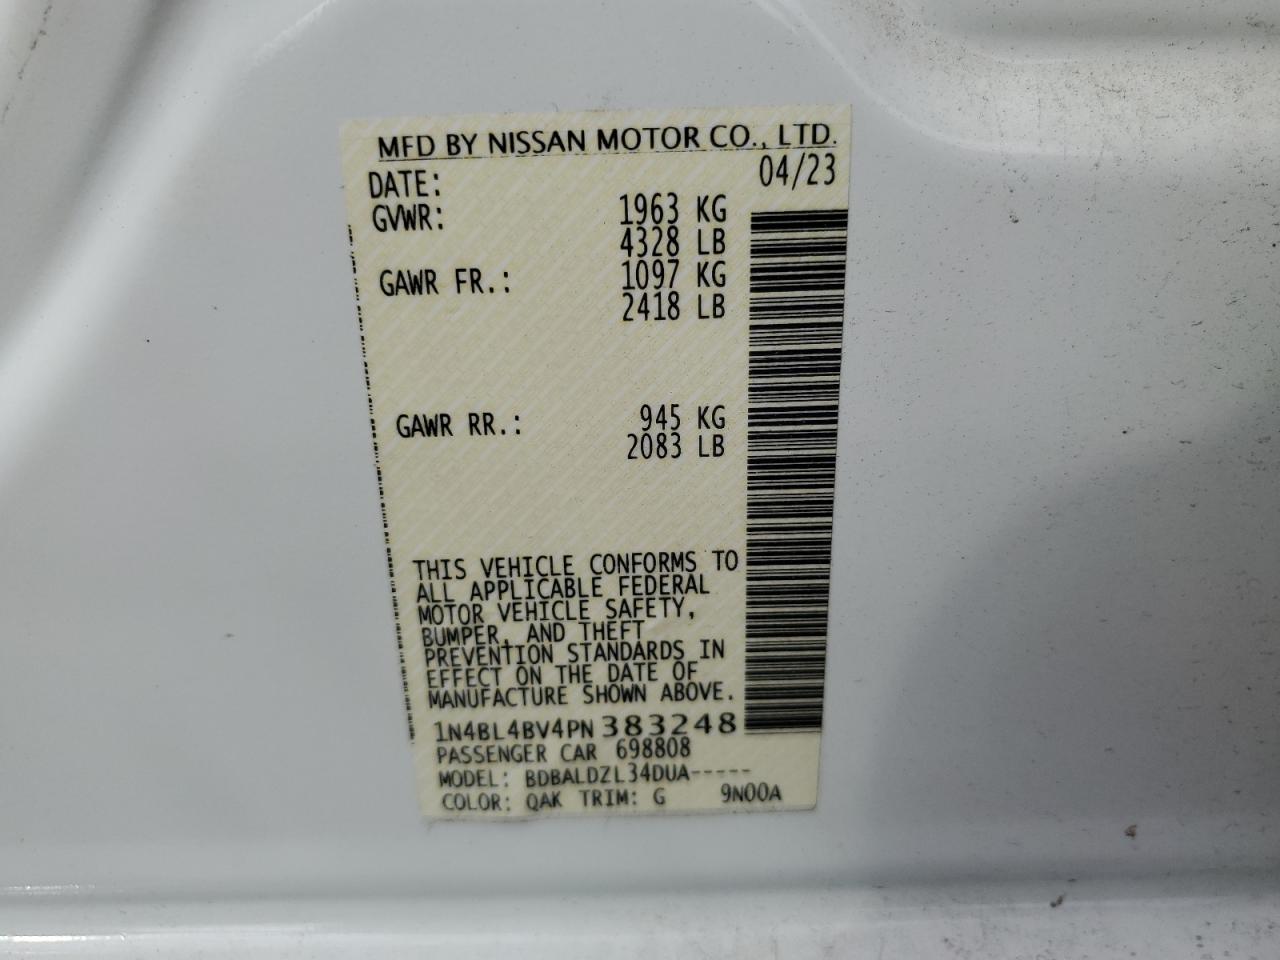 MFD BY NISSAN MOTOR CO., LTD.
DATE: 04/23
GVWR: 1963 KG
4328 LB
GAWR FR.: 1097 KG
2418 LB
GAWR RR.: 945 KG
2083 LB
THIS VEHICLE CONFORMS TO
ALL APPLICABLE FEDERAL
MOTOR VEHICLE SAFETY,
BUMPER, AND THEFT
PREVENTION STANDARDS IN
EFFECT ON THE DATE OF
MANUFACTURE SHOWN ABOVE.
1N4BL4BV4PN383248
PASSENGER CAR 698808
MODEL: BDBALDZL34DUA-----
COLOR: QAK TRIM: G 9N00A